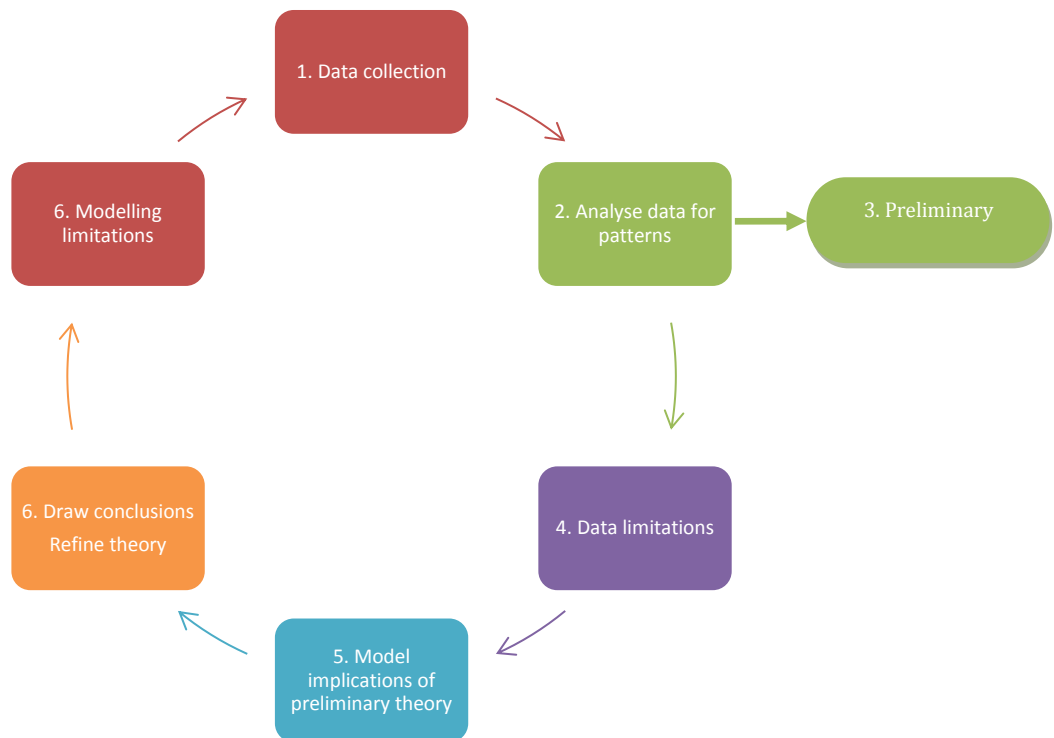 1. Data collection
2. Analyse data for
patterns
3. Preliminary
4. Data limitations
5. Model
implications of
preliminary theory
6. Draw conclusions
Refine theory
6. Modelling
limitations